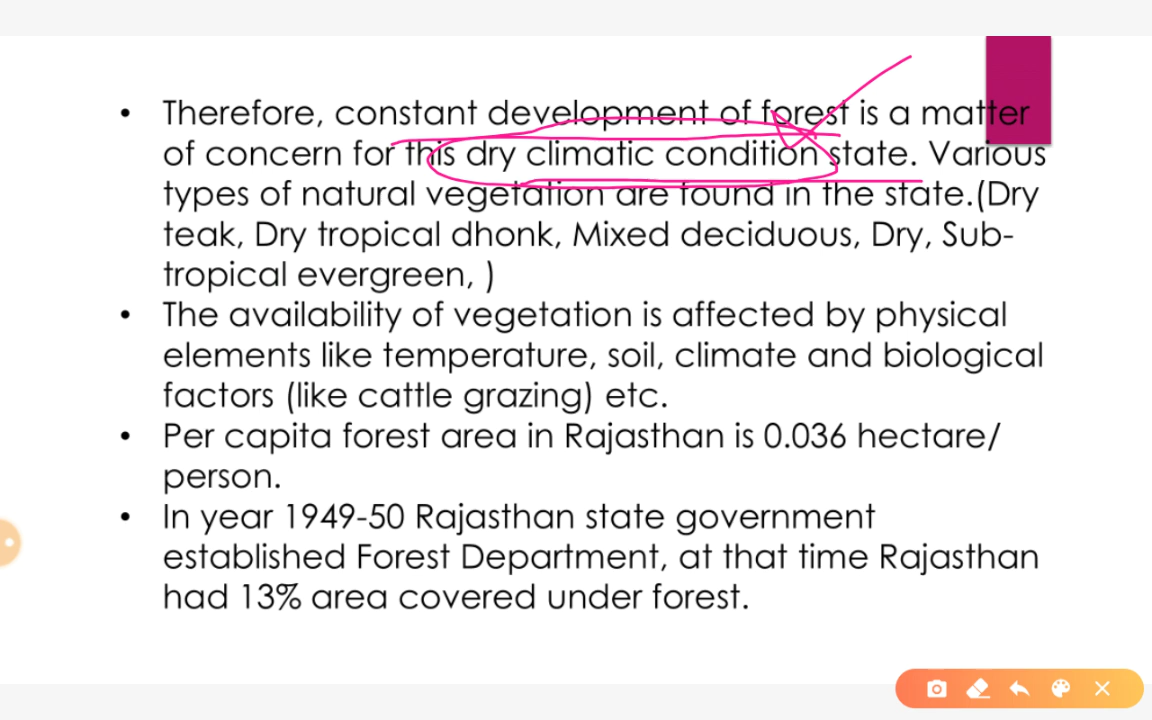 • Therefore, constant development of forest is a matter
of concern for this dry climatic condition state. Various
types of natural vegetation are found in the state.(Dry
teak, Dry tropical dhonk, Mixed deciduous, Dry, Sub-
tropical evergreen, )
• The availability of vegetation is affected by physical
elements like temperature, soil, climate and biological
factors (like cattle grazing) etc.
• Per capita forest area in Rajasthan is 0.036 hectare/
person.
• In year 1949-50 Rajasthan state government
established Forest Department, at that time Rajasthan
had 13% area covered under forest.